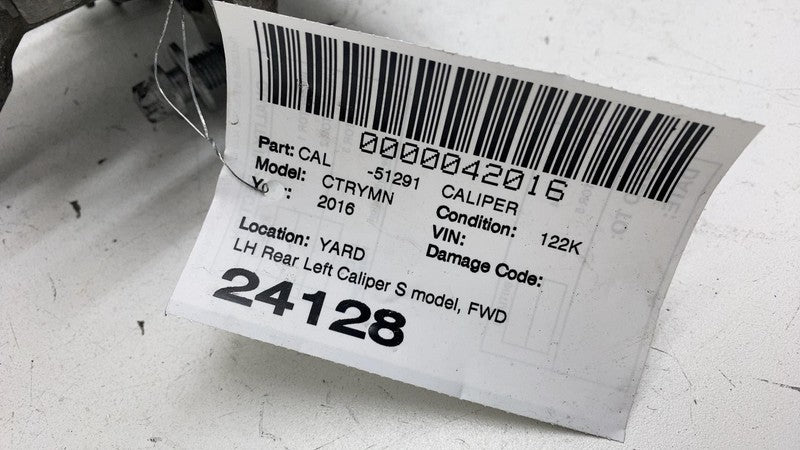 0000042016
Part: CAL -51291 CALIPER
Model: CTRYMN Condition: 122K
2016 VIN:
Damage Code:
Location: YARD
LH Rear Left Caliper S model, FWD
24128